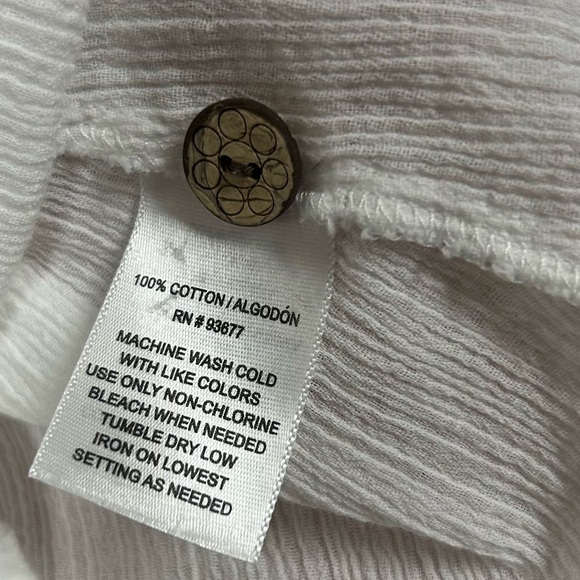 100% COTTON / ALGODÓN
RN # 93677
MACHINE WASH COLD
WITH LIKE COLORS
USE ONLY NON-CHLORINE
BLEACH WHEN NEEDED
TUMBLE DRY LOW
IRON ON LOWEST
SETTING AS NEEDED